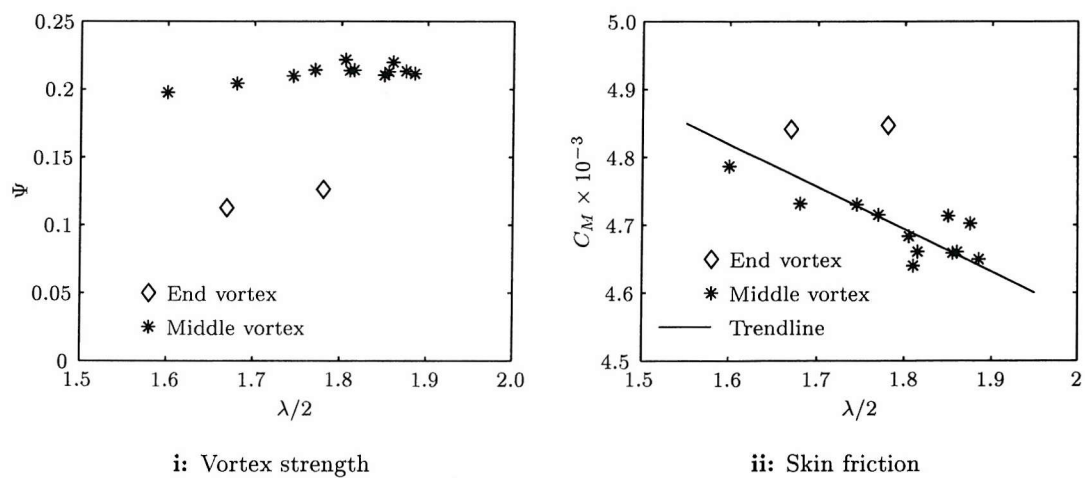 0.25
0.2
0.15
0.1
0.05
0
Ψ
1.5 1.6 1.7 1.8 1.9 2.0
λ/2
◇ End vortex
* Middle vortex
i: Vortex strength
5.0
4.9
4.8
4.7
4.6
4.5
C_M × 10⁻³
1.5 1.6 1.7 1.8 1.9 2
λ/2
◇ End vortex
* Middle vortex
— Trendline
ii: Skin friction